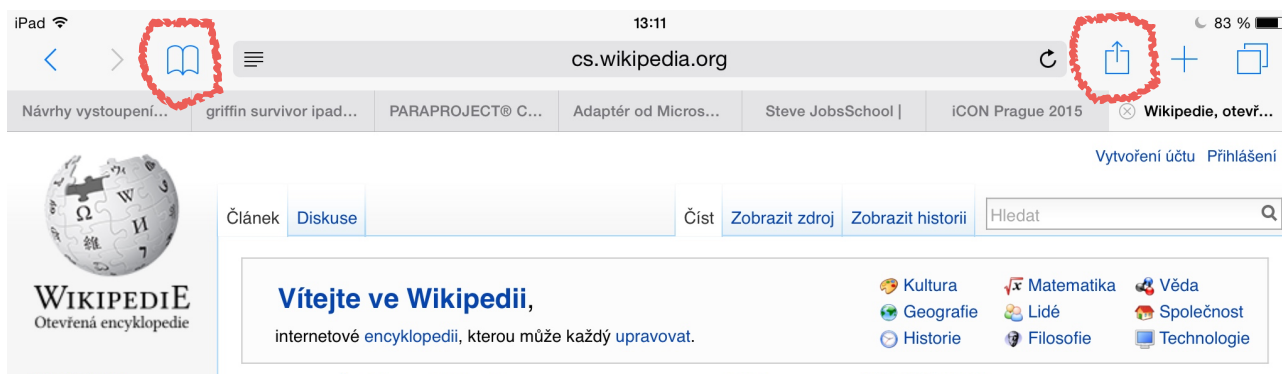 iPad 13:11 83 %
cs.wikipedia.org
Návrhy vystoupení... griffin survivor ipad... PARAPROJECT® C... Adaptér od Micros... Steve JobsSchool | iCON Prague 2015 Wikipedie, otevř...
Vytvoření účtu Přihlášení
Článek Diskuse Číst Zobrazit zdroj Zobrazit historii Hledat
WIKIPEDIE
Otevřená encyklopedie
Vítejte ve Wikipedii,
internetové encyklopedii, kterou může každý upravovat.
Kultura Matematika Věda
Geografie Lidé Společnost
Historie Filosofie Technologie